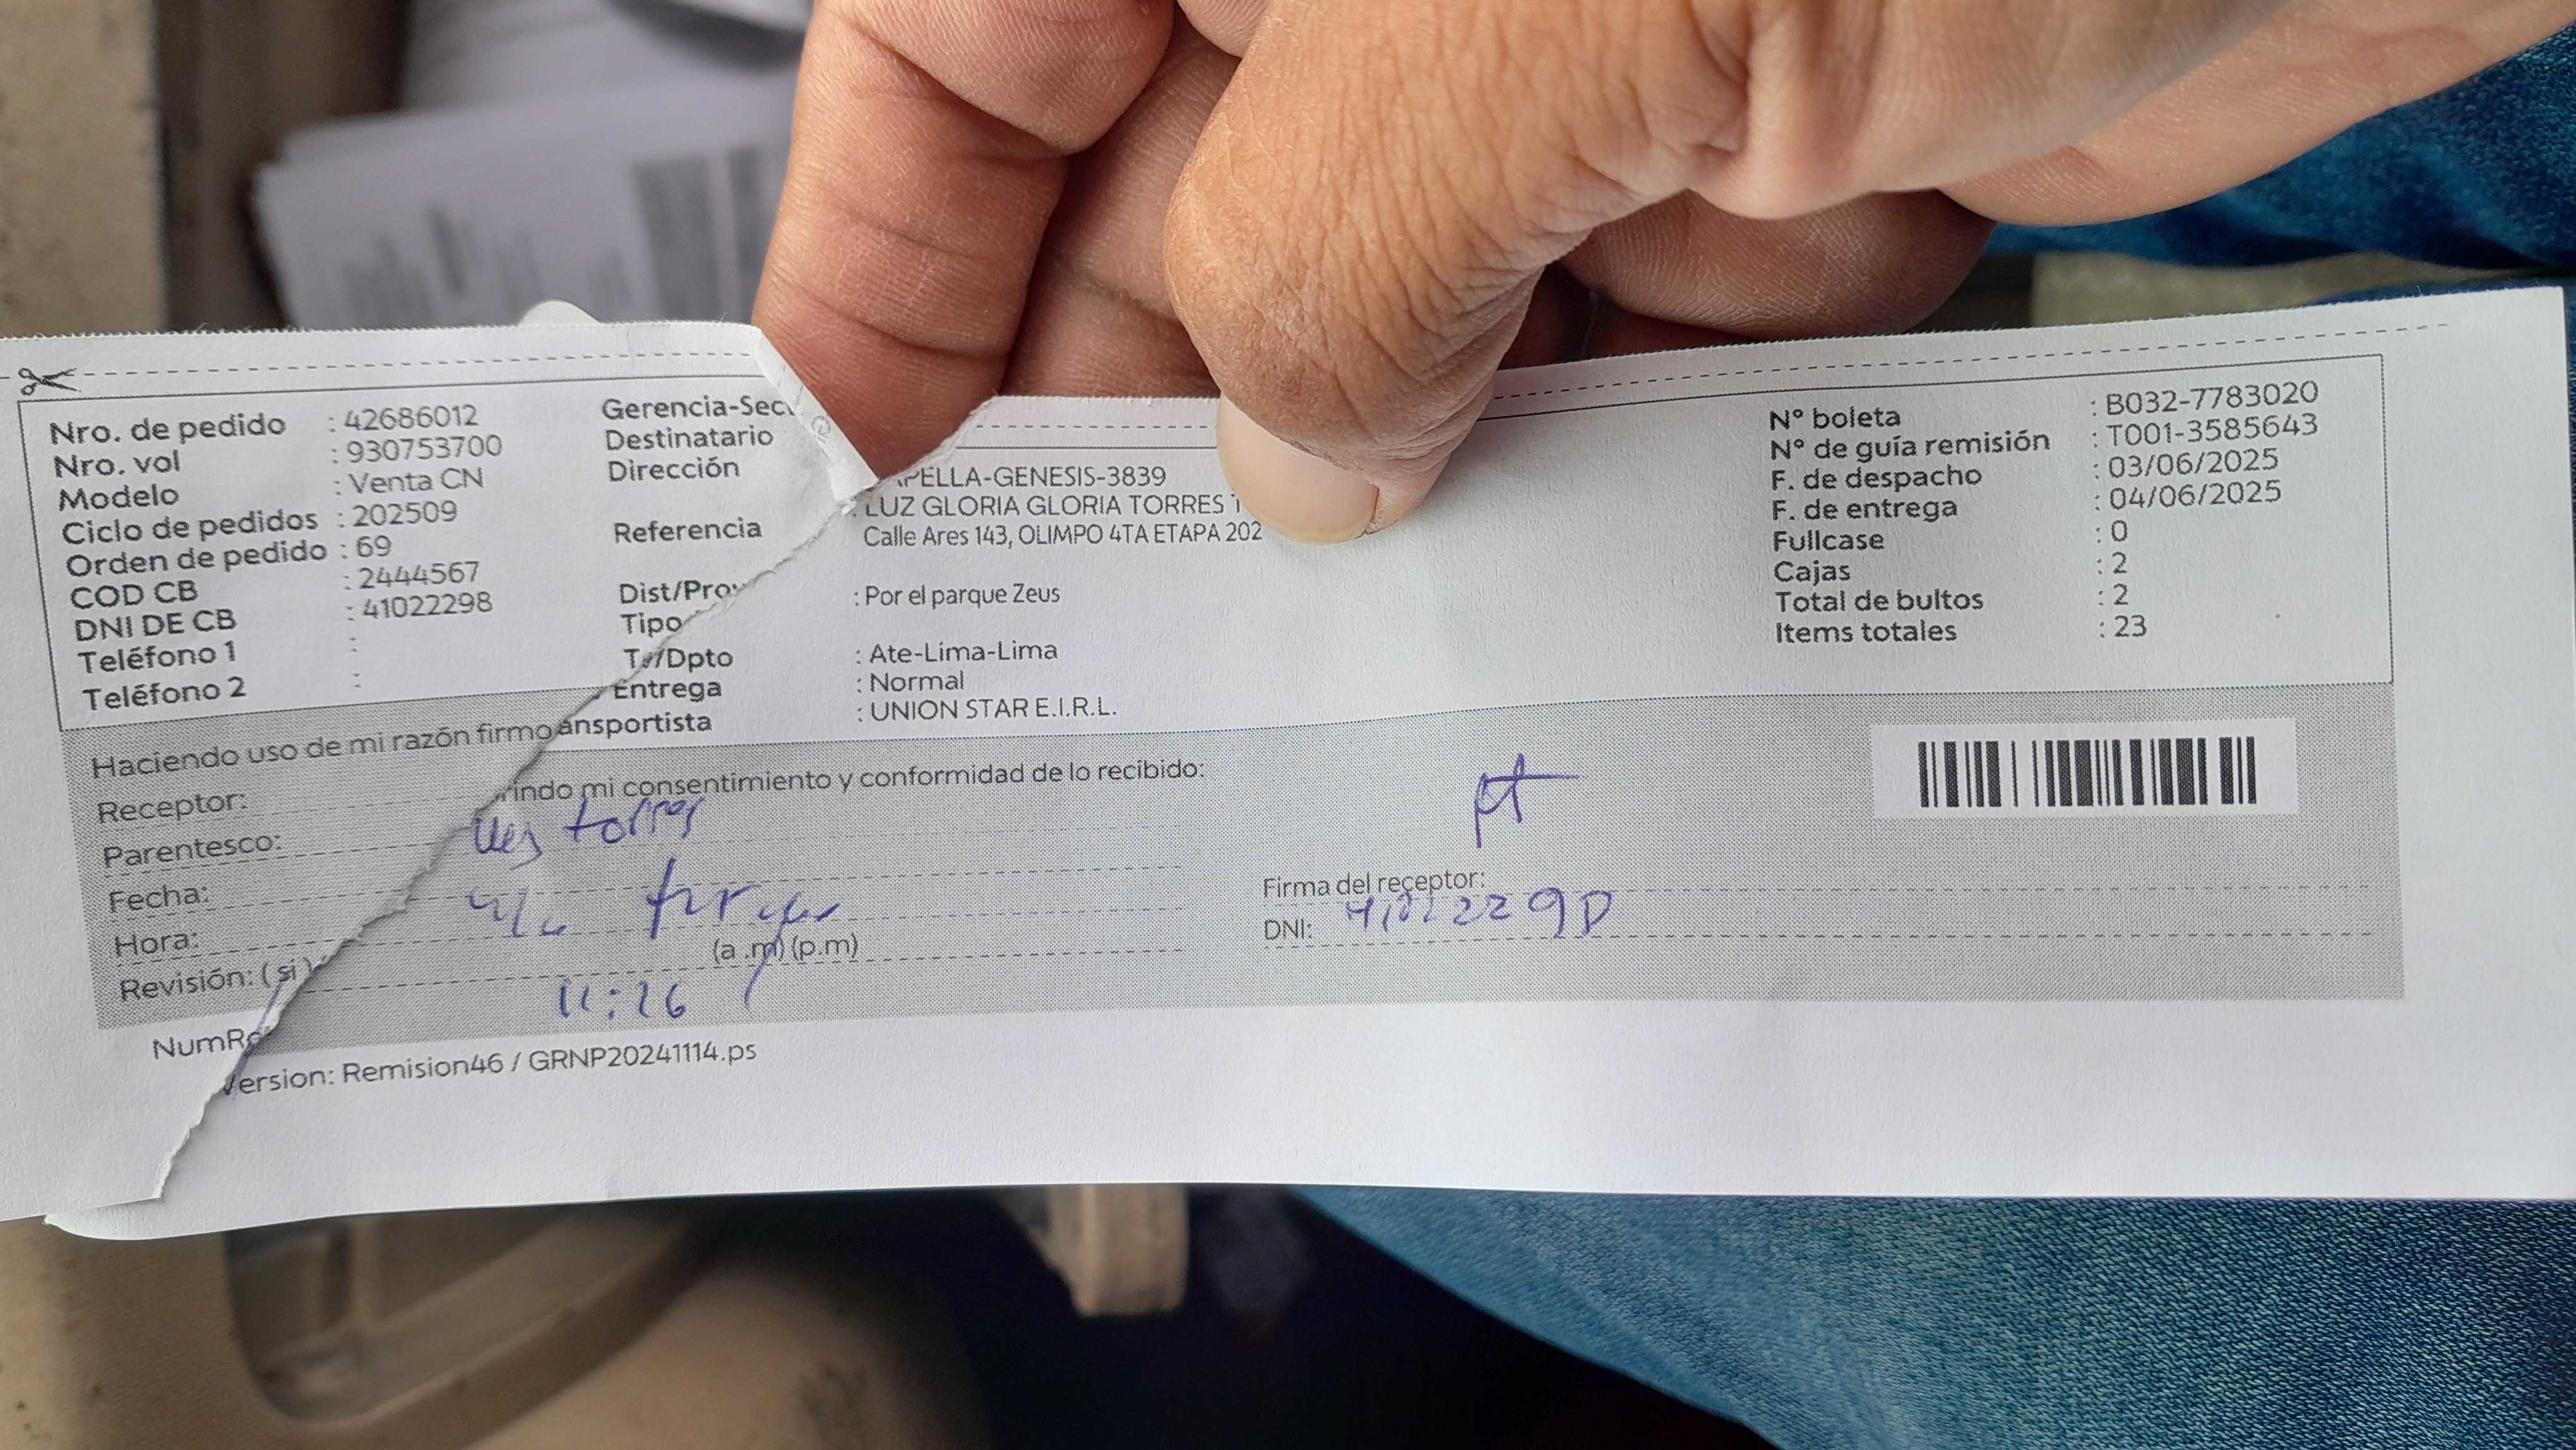 Nro. de pedido : 42686012
Nro. vol : 930753700
Modelo : Venta CN
Ciclo de pedidos : 202509
Orden de pedido : 69
COD CB : 2444567
DNI DE CB : 41022298
Teléfono 1 :
Teléfono 2 :
Gerencia-Sec
Destinatario PELLA-GENESIS-3839
Dirección : LUZ GLORIA GLORIA TORRES
Calle Ares 143, OLIMPO 4TA ETAPA 202
Referencia
: Por el parque Zeus
Dist/Pro
Tipo
/Dpto : Ate-Lima-Lima
Entrega : Normal
ansportista : UNION STAR E.I.R.L.
N° boleta : B032-7783020
N° de guía remisión : T001-3585643
F. de despacho : 03/06/2025
F. de entrega : 04/06/2025
Fullcase : 0
Cajas : 2
Total de bultos : 2
Items totales : 23
Haciendo uso de mi razón firmo
indo mi consentimiento y conformidad de lo recibido:
Receptor: torres
Parentesco:
Fecha:
Hora: (a .m) (p.m)
11:26
Revisión: ( si )
Firma del receptor:
DNI:
NumR
Version: Remision46 / GRNP20241114.ps